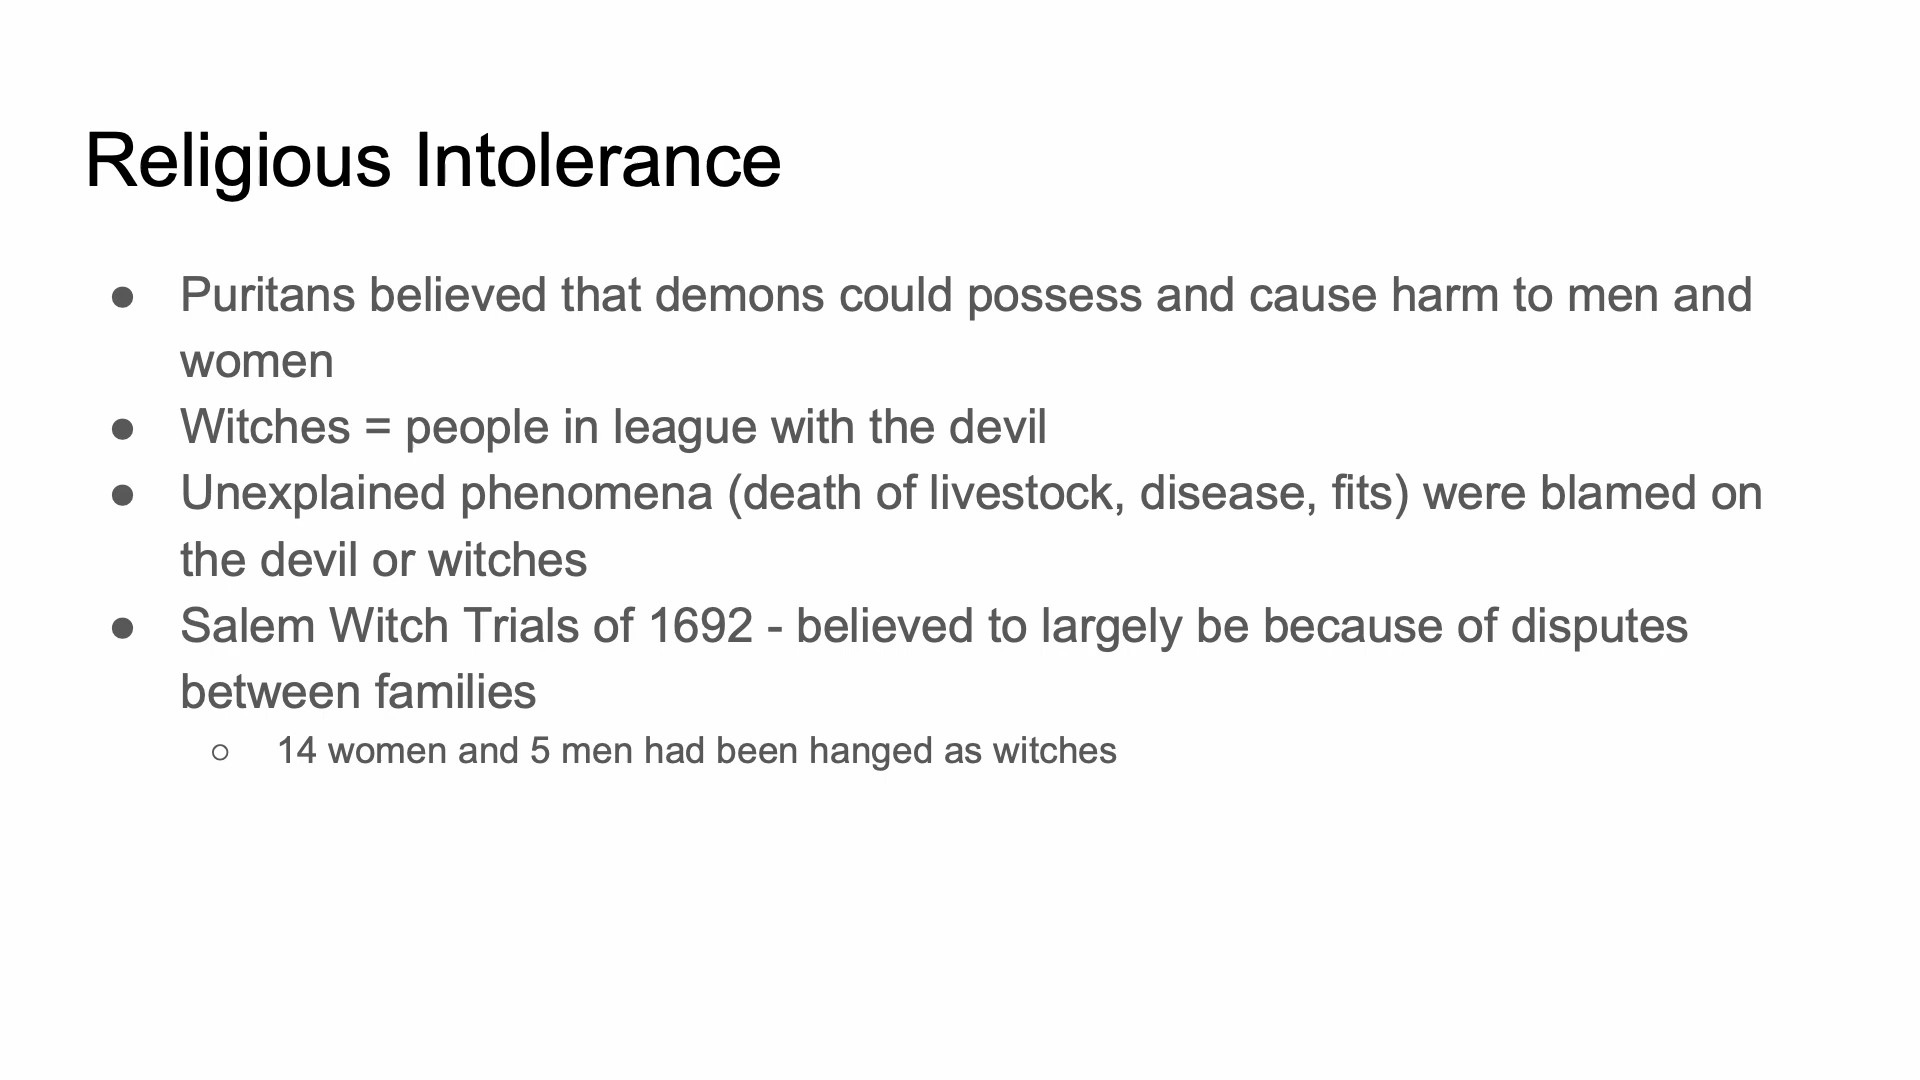 Religious Intolerance
● Puritans believed that demons could possess and cause harm to men and
women
● Witches = people in league with the devil
● Unexplained phenomena (death of livestock, disease, fits) were blamed on
the devil or witches
● Salem Witch Trials of 1692 - believed to largely be because of disputes
between families
○ 14 women and 5 men had been hanged as witches